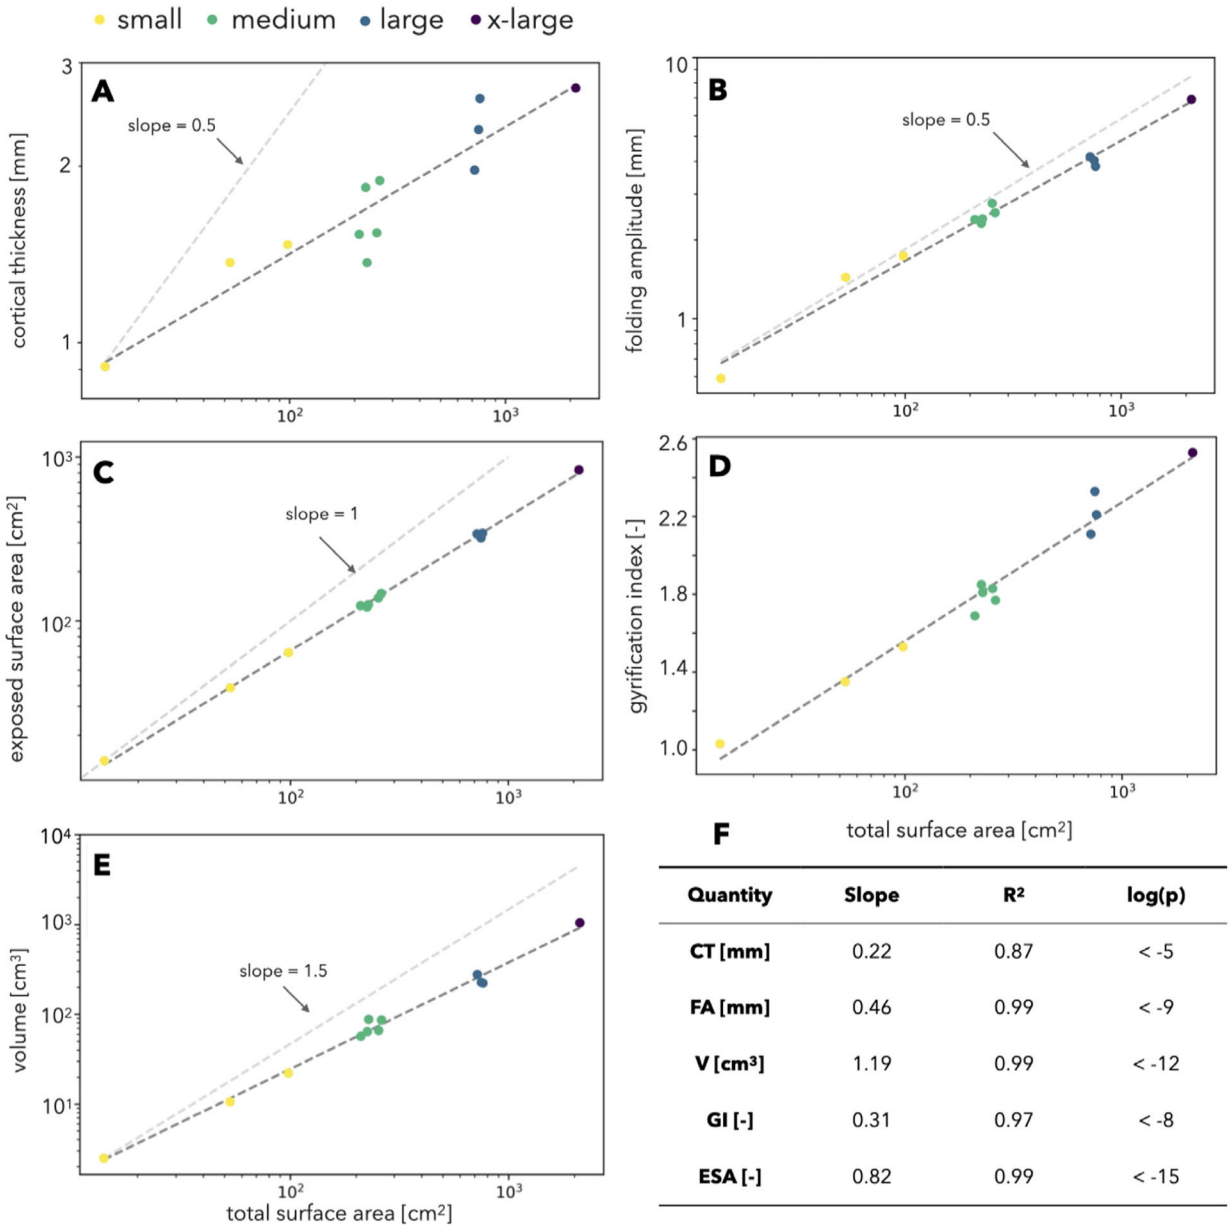 small medium large x-large
A
3
2
1
cortical thickness [mm]
slope = 0.5
10²
10³
B
10
1
folding amplitude [mm]
slope = 0.5
10²
10³
C
10³
10²
exposed surface area [cm²]
slope = 1
10²
10³
D
2.6
2.2
1.8
1.4
1.0
gyrification index [-]
10²
10³
total surface area [cm²]
E
10⁴
10³
10²
10¹
volume [cm³]
slope = 1.5
10²
10³
total surface area [cm²]
F
Quantity Slope R² log(p)
CT [mm] 0.22 0.87 < -5
FA [mm] 0.46 0.99 < -9
V [cm³] 1.19 0.99 < -12
GI [-] 0.31 0.97 < -8
ESA [-] 0.82 0.99 < -15